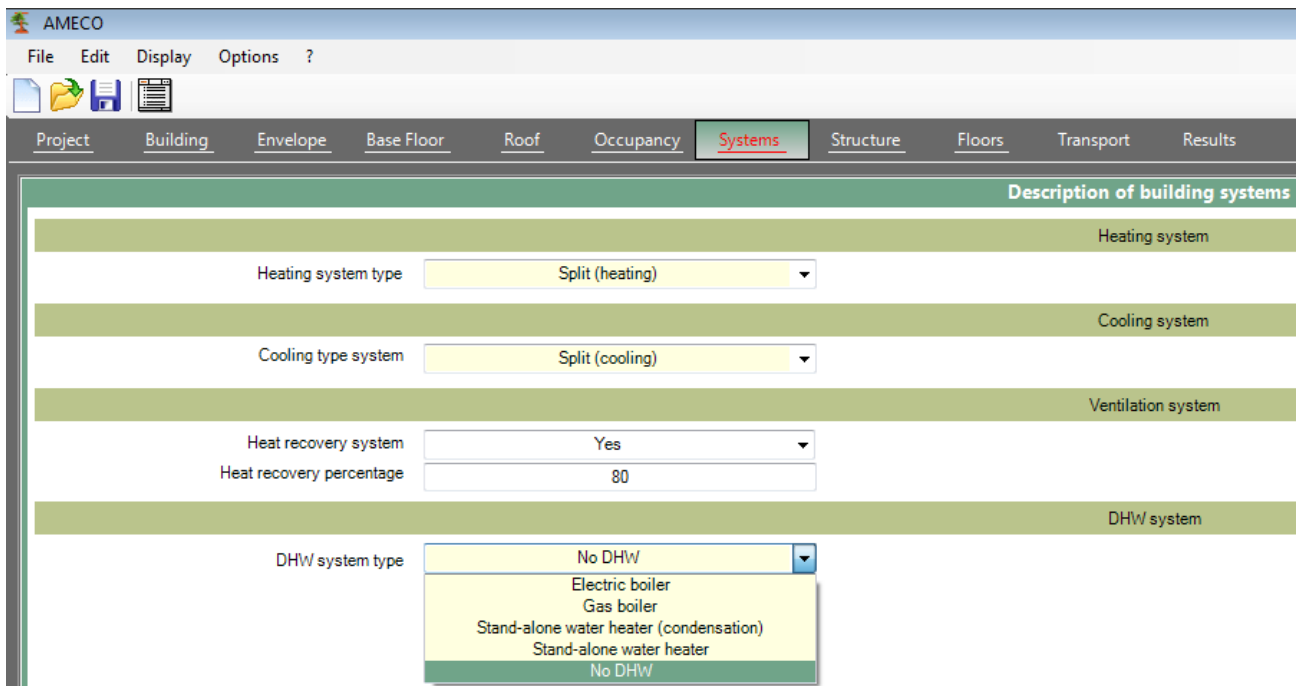 AMECO
File Edit Display Options ?
Project Building Envelope Base Floor Roof Occupancy Systems Structure Floors Transport Results
Description of building systems
Heating system
Heating system type Split (heating)
Cooling system
Cooling type system Split (cooling)
Ventilation system
Heat recovery system Yes
Heat recovery percentage 80
DHW system
DHW system type No DHW
Electric boiler
Gas boiler
Stand-alone water heater (condensation)
Stand-alone water heater
No DHW